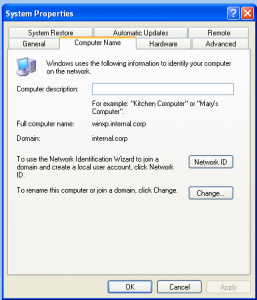 System Properties
System Restore Automatic Updates Remote
General Computer Name Hardware Advanced
Windows uses the following information to identify your computer
on the network.
Computer description:
For example: "Kitchen Computer" or "Mary's
Computer".
Full computer name: winxp.internal.corp
Domain: internal.corp
To use the Network Identification Wizard to join a
domain and create a local user account, click Network
ID.
Network ID
To rename this computer or join a domain, click Change.
Change...
OK Cancel Apply